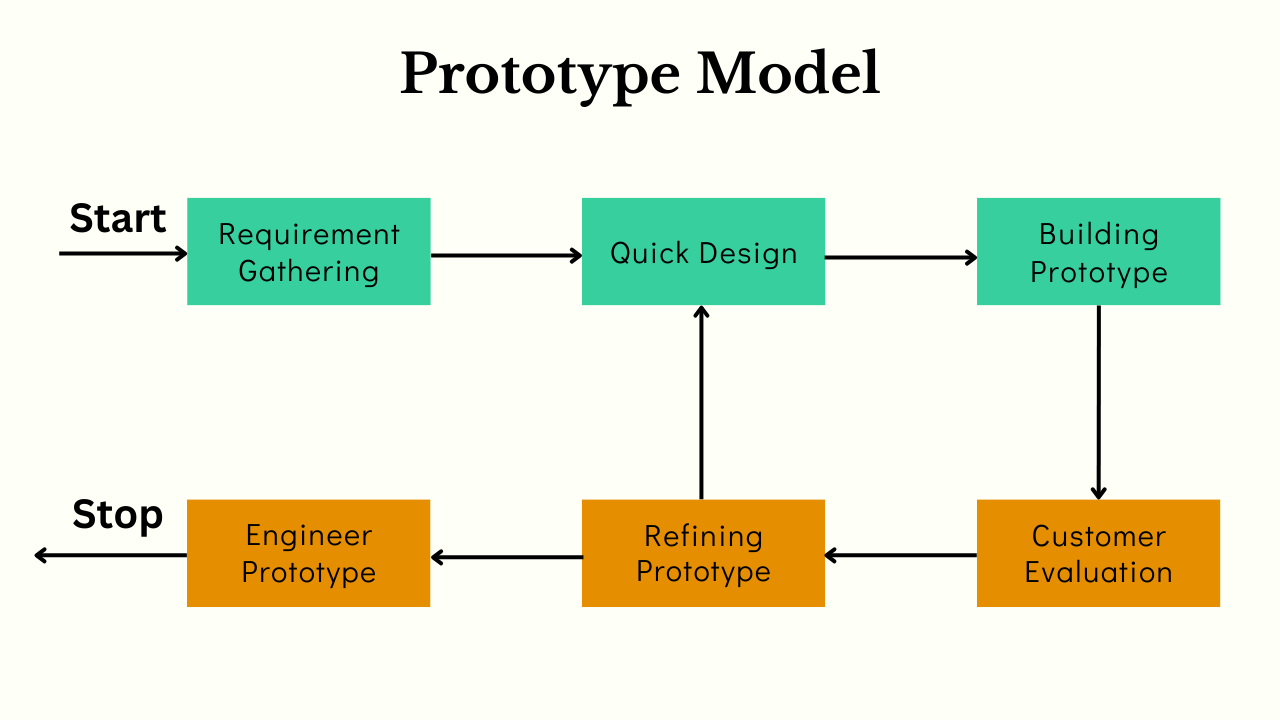 Prototype Model
Start
Requirement
Gathering
Quick Design
Building
Prototype
Stop
Engineer
Prototype
Refining
Prototype
Customer
Evaluation